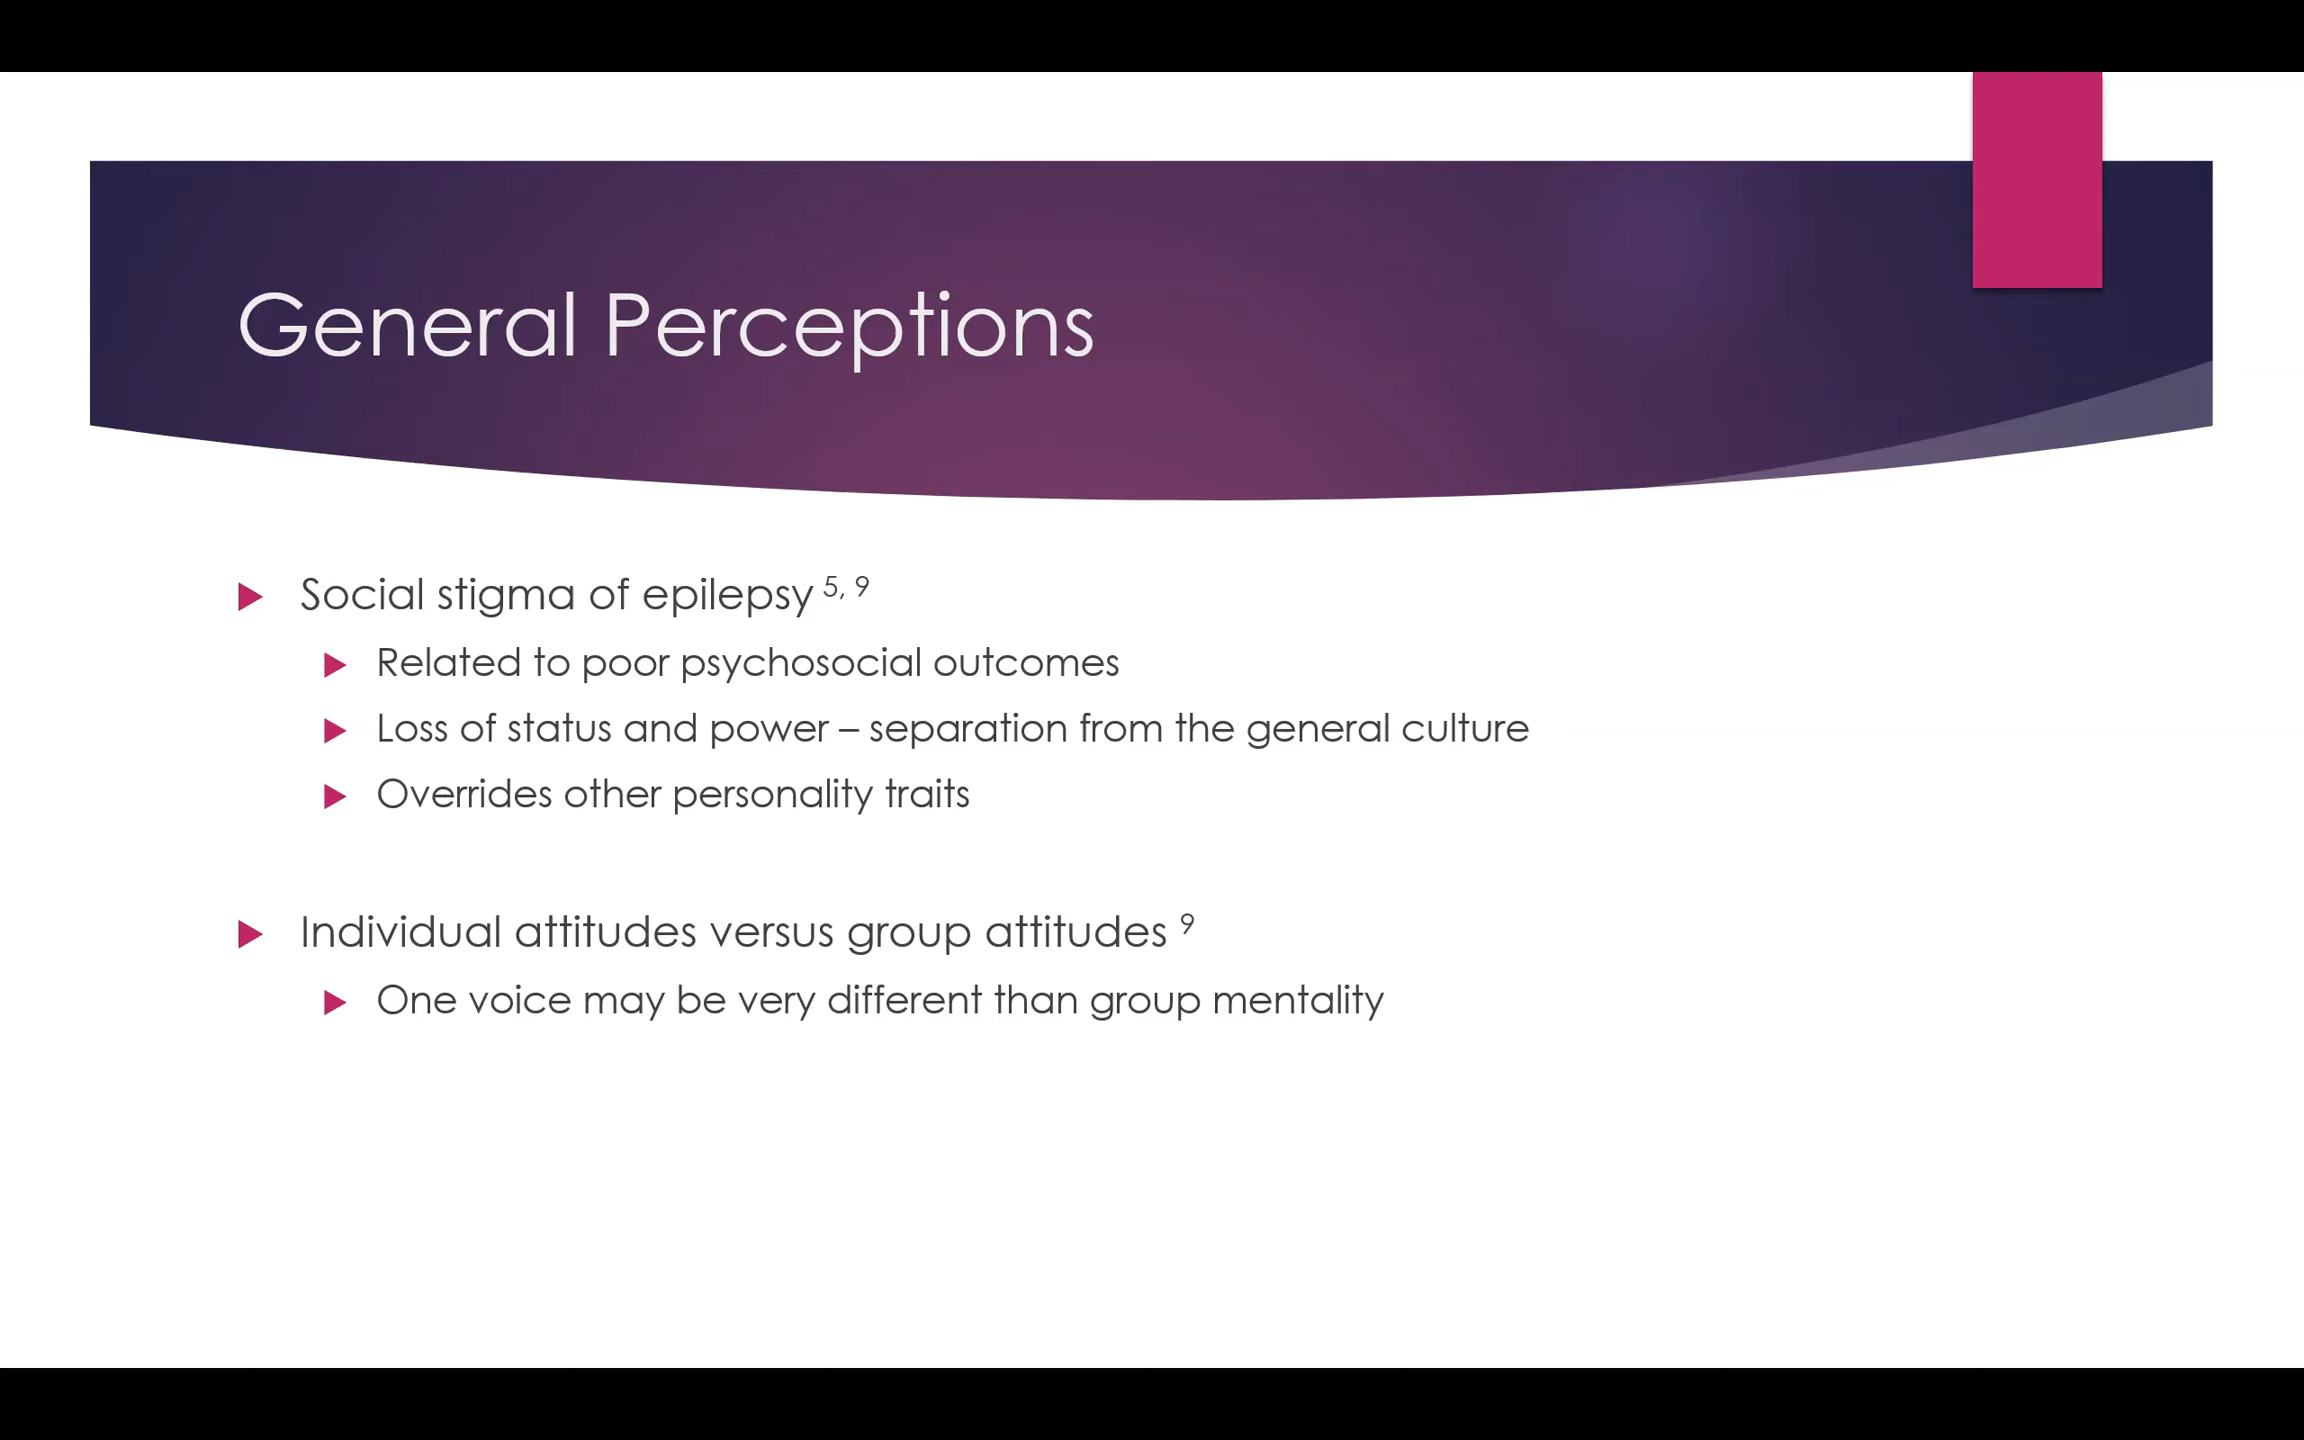 General Perceptions
Social stigma of epilepsy 5, 9
Related to poor psychosocial outcomes
Loss of status and power – separation from the general culture
Overrides other personality traits
Individual attitudes versus group attitudes 9
One voice may be very different than group mentality